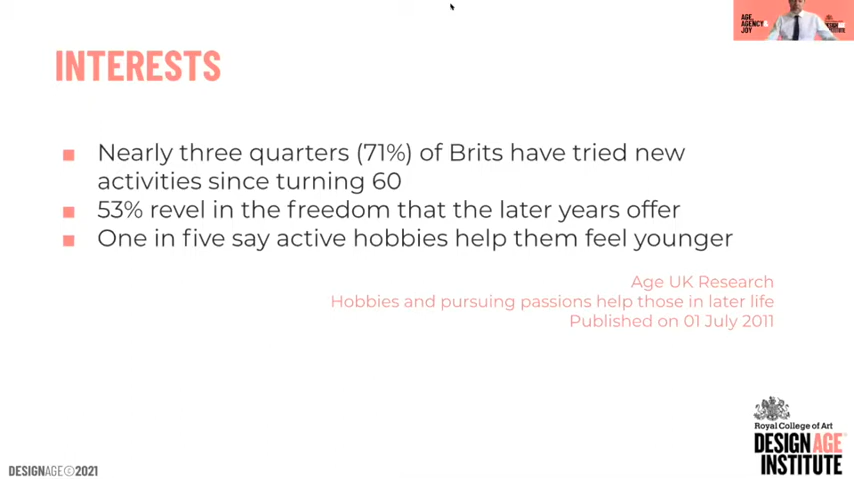 AGE,
AGENCY&
JOY
INSTITUTE
INTERESTS
Nearly three quarters (71%) of Brits have tried new
activities since turning 60
53% revel in the freedom that the later years offer
One in five say active hobbies help them feel younger
Age UK Research
Hobbies and pursuing passions help those in later life
Published on 01 July 2011
Royal College of Art
DESIGN AGE
INSTITUTE
DESIGNAGE©2021